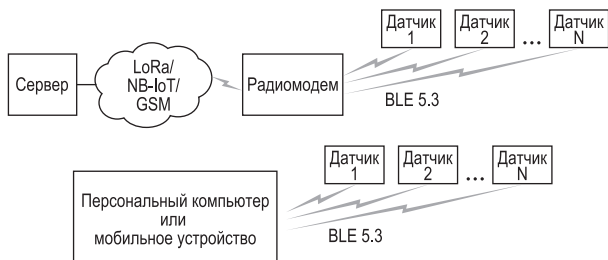 Датчик
1
Датчик
2
...
Датчик
N
Сервер
LoRa/
NB-IoT/
GSM
Радиомодем
BLE 5.3
Датчик
1
Датчик
2
...
Датчик
N
Персональный компьютер
или
мобильное устройство
BLE 5.3